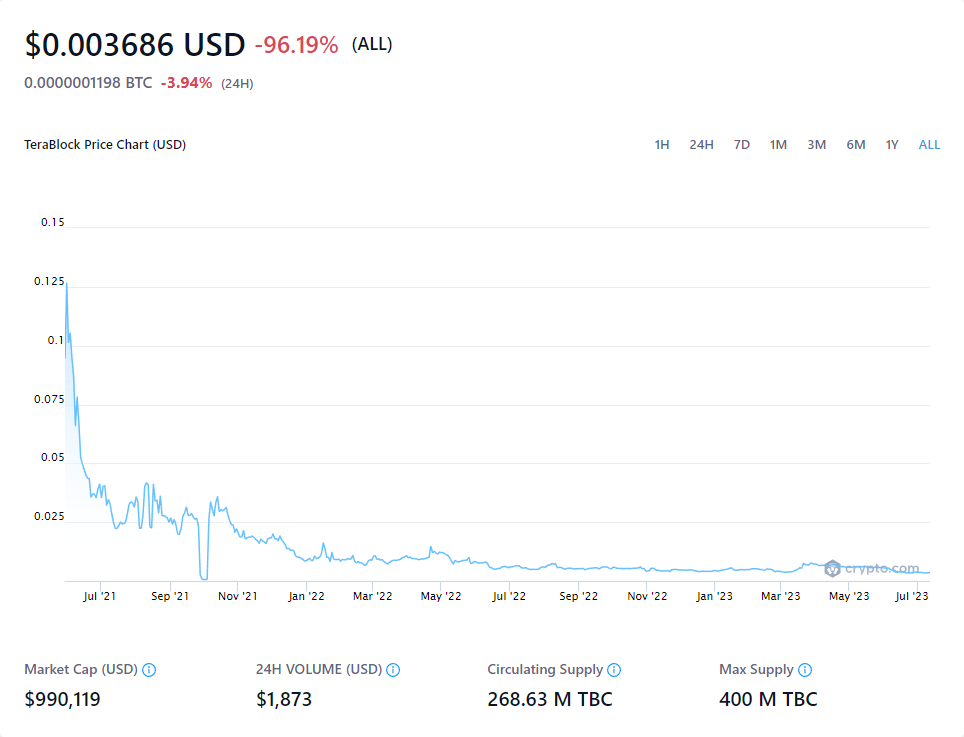 $0.003686 USD -96.19% (ALL)
0.0000001198 BTC -3.94% (24H)
TeraBlock Price Chart (USD) 1H 24H 7D 1M 3M 6M 1Y ALL
0.15
0.125
0.1
0.075
0.05
0.025
crypto.com
Jul '21 Sep '21 Nov '21 Jan '22 Mar '22 May '22 Jul '22 Sep '22 Nov '22 Jan '23 Mar '23 May '23 Jul '23
Market Cap (USD) 24H VOLUME (USD) Circulating Supply Max Supply
$990,119 $1,873 268.63 M TBC 400 M TBC